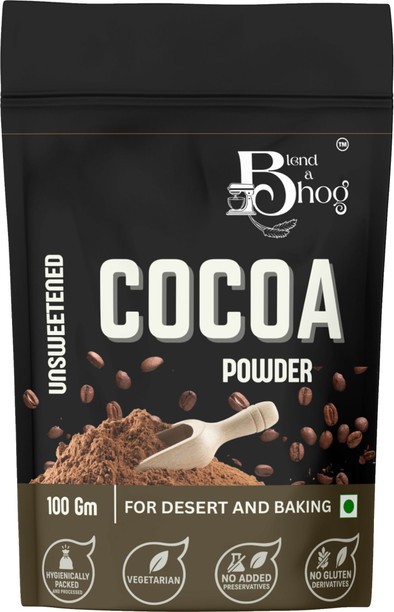 Blend
a
Bhog
TM
UNSWEETENED
COCOA
POWDER
100 Gm
FOR DESERT AND BAKING
HYGIENICALLY
PACKED
AND PROCESSED
VEGETARIAN
NO ADDED
PRESERVATIVES
NO GLUTEN
DERIVATIVES